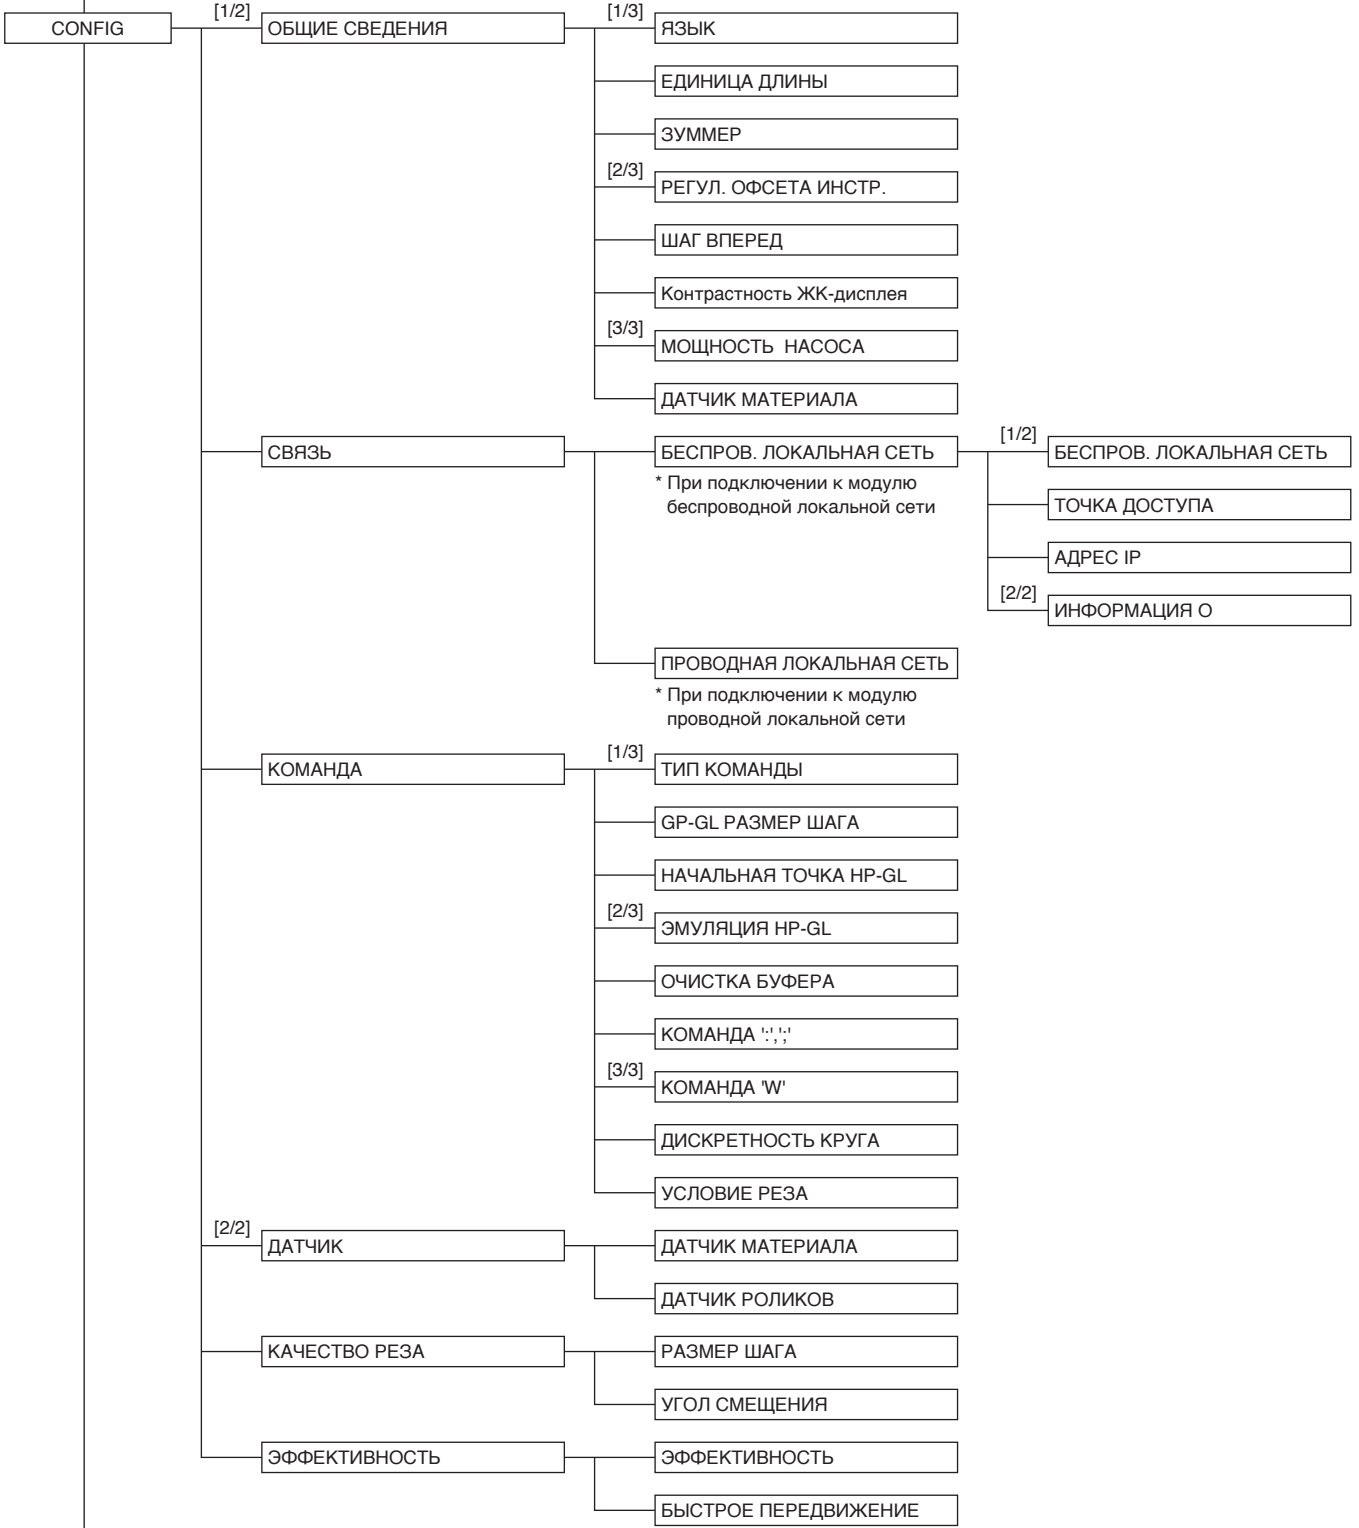 CONFIG
[1/2]
ОБЩИЕ СВЕДЕНИЯ
[1/3]
ЯЗЫК
ЕДИНИЦА ДЛИНЫ
ЗУММЕР
[2/3]
РЕГУЛ. ОФСЕТА ИНСТР.
ШАГ ВПЕРЕД
Контрастность ЖК-дисплея
[3/3]
МОЩНОСТЬ НАСОСА
ДАТЧИК МАТЕРИАЛА
СВЯЗЬ
БЕСПРОВ. ЛОКАЛЬНАЯ СЕТЬ
* При подключении к модулю
беспроводной локальной сети
[1/2]
БЕСПРОВ. ЛОКАЛЬНАЯ СЕТЬ
ТОЧКА ДОСТУПА
АДРЕС IP
[2/2]
ИНФОРМАЦИЯ О
ПРОВОДНАЯ ЛОКАЛЬНАЯ СЕТЬ
* При подключении к модулю
проводной локальной сети
КОМАНДА
[1/3]
ТИП КОМАНДЫ
GP-GL РАЗМЕР ШАГА
НАЧАЛЬНАЯ ТОЧКА HP-GL
[2/3]
ЭМУЛЯЦИЯ HP-GL
ОЧИСТКА БУФЕРА
КОМАНДА ':',';'
[3/3]
КОМАНДА 'W'
ДИСКРЕТНОСТЬ КРУГА
УСЛОВИЕ РЕЗА
[2/2]
ДАТЧИК
ДАТЧИК МАТЕРИАЛА
ДАТЧИК РОЛИКОВ
КАЧЕСТВО РЕЗА
РАЗМЕР ШАГА
УГОЛ СМЕЩЕНИЯ
ЭФФЕКТИВНОСТЬ
ЭФФЕКТИВНОСТЬ
БЫСТРОЕ ПЕРЕДВИЖЕНИЕ